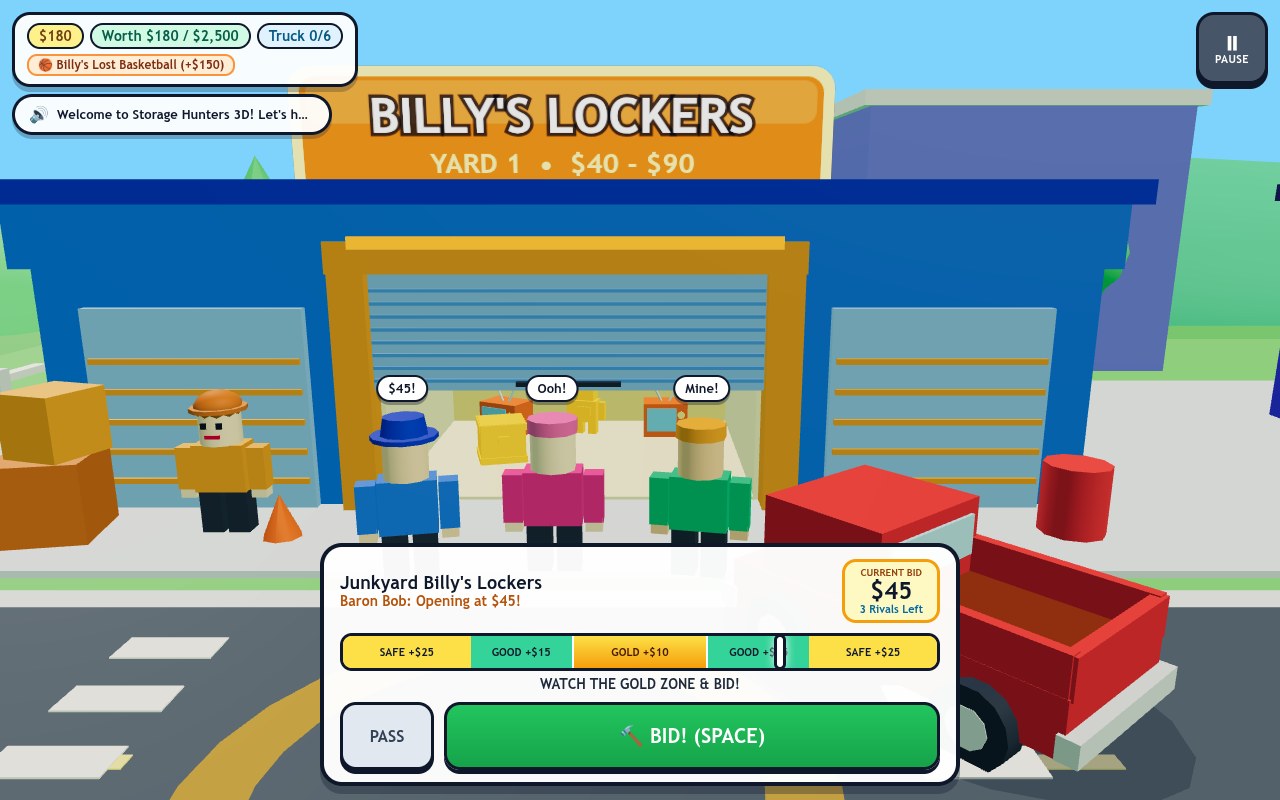 $180
Worth $180 / $2,500
Truck 0/6
Billy's Lost Basketball (+$150)
Welcome to Storage Hunters 3D! Let's h...
PAUSE
BILLY'S LOCKERS
YARD 1 • $40 - $90
$45!
Ooh!
Mine!
Junkyard Billy's Lockers
Baron Bob: Opening at $45!
CURRENT BID
$45
3 Rivals Left
SAFE +$25
GOOD +$15
GOLD +$10
GOOD
SAFE +$25
WATCH THE GOLD ZONE & BID!
PASS
BID! (SPACE)